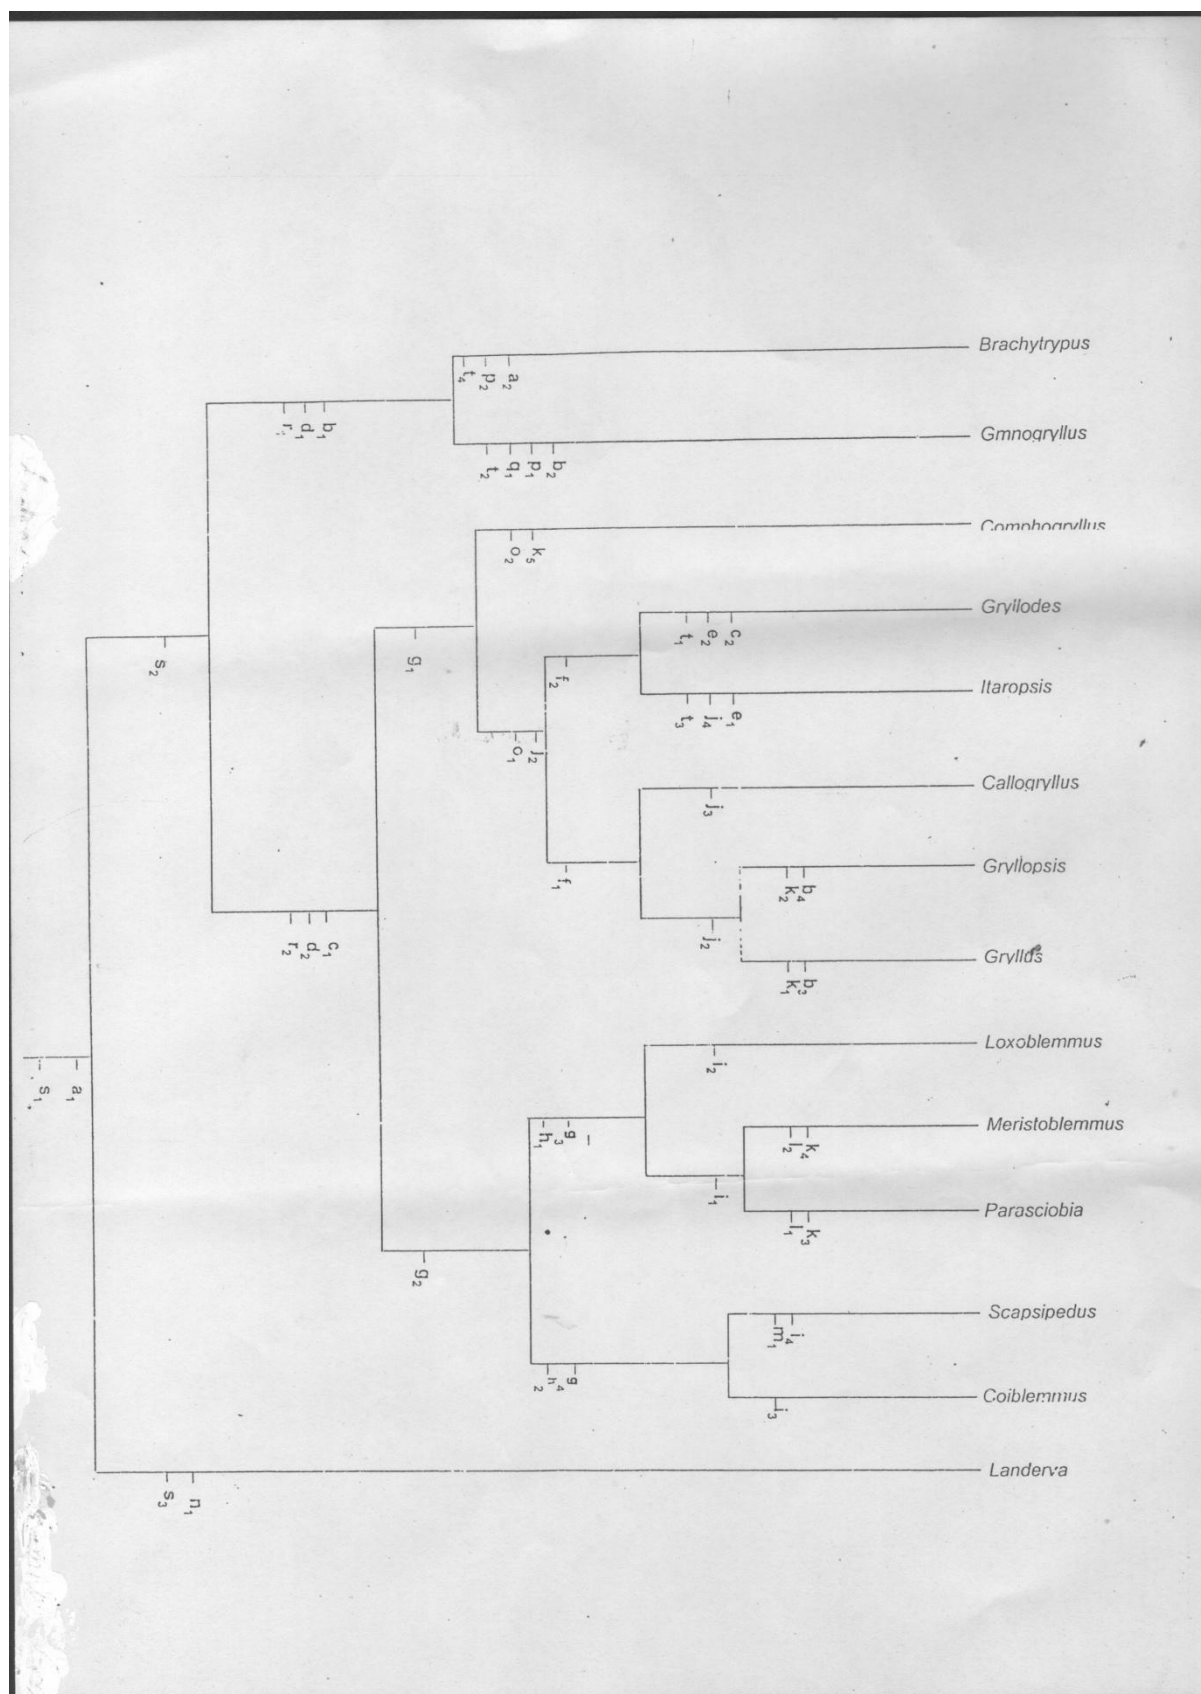 Brachytrypus
a2
p2
t4
b1
d1
r1
Gmnogryllus
b2
p1
q1
t2
Comphogryllus
k5
o2
Gryllodes
c2
e2
t1
g1
s2
f2
Itaropsis
e1
j4
t3
j2
o1
Callogryllus
j3
f1
Gryllopsis
b4
k2
j2
c1
d2
r2
Gryllus
b3
k1
Loxoblemmus
i2
a1
s1
g3
h1
Meristoblemmus
k4
l2
i1
Parasciobia
k3
l1
g2
Scapsipedus
i4
m1
g4
h2
Coiblemmus
i3
Landerva
n1
s3